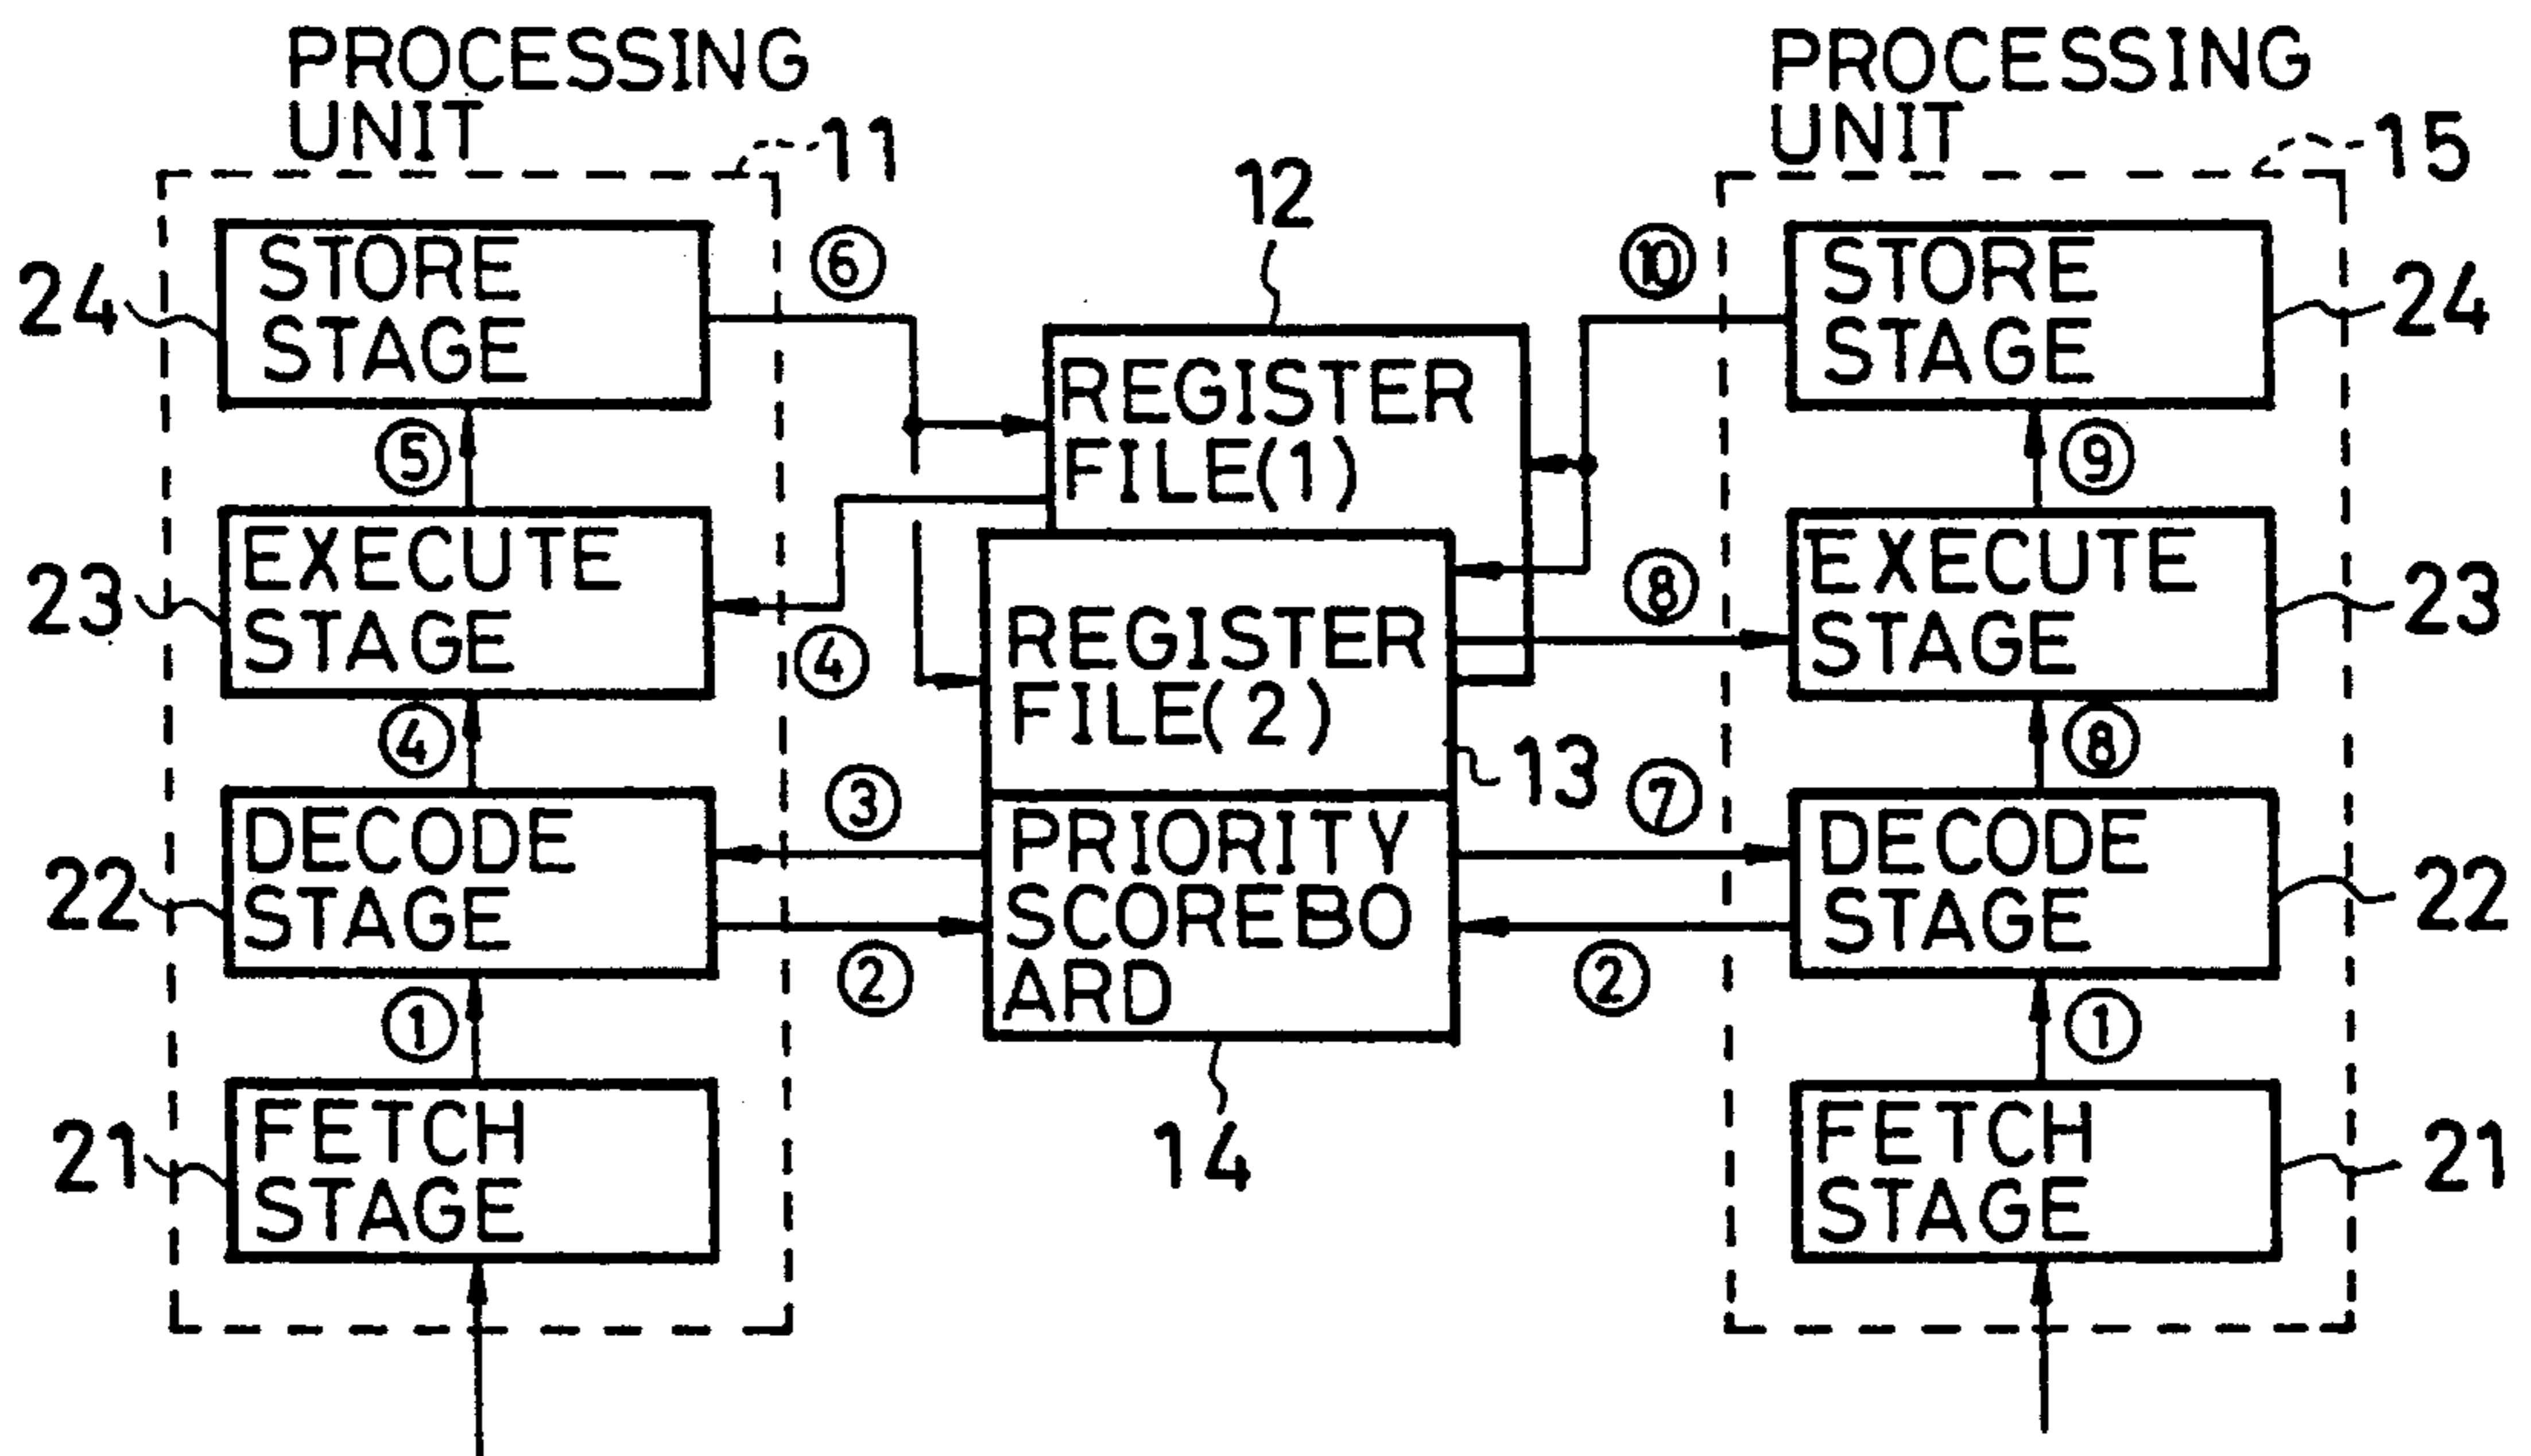 PROCESSING
UNIT
11
24
STORE
STAGE
⑥
⑤
23
EXECUTE
STAGE
④
④
22
DECODE
STAGE
③
②
①
21
FETCH
STAGE
12
REGISTER
FILE(1)
REGISTER
FILE(2)
13
PRIORITY
SCOREBO
ARD
14
PROCESSING
UNIT
15
⑩
STORE
STAGE
24
⑨
⑧
EXECUTE
STAGE
23
⑧
⑦
DECODE
STAGE
22
②
①
FETCH
STAGE
21